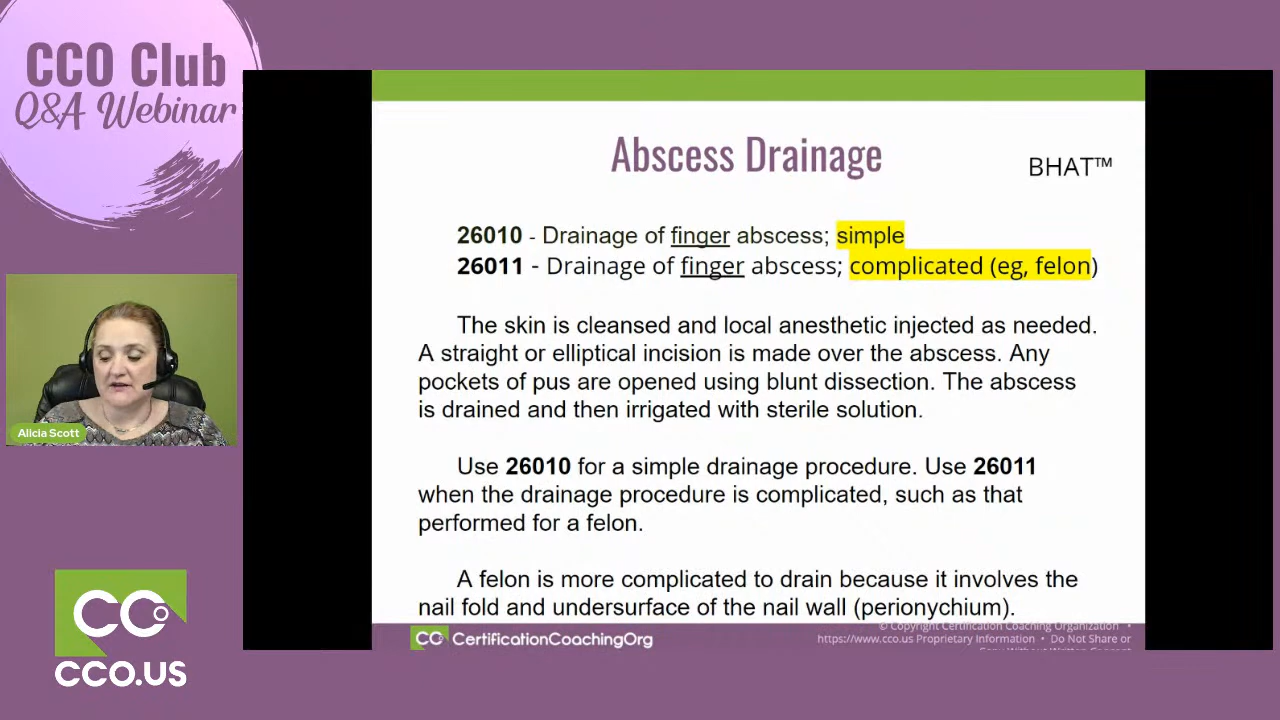 CCO Club
Q&A Webinar
Abscess Drainage
BHAT™
26010 - Drainage of finger abscess; simple
26011 - Drainage of finger abscess; complicated (eg, felon)
The skin is cleansed and local anesthetic injected as needed.
A straight or elliptical incision is made over the abscess. Any
pockets of pus are opened using blunt dissection. The abscess
is drained and then irrigated with sterile solution.
Use 26010 for a simple drainage procedure. Use 26011
when the drainage procedure is complicated, such as that
performed for a felon.
A felon is more complicated to drain because it involves the
nail fold and undersurface of the nail wall (perionychium).
Alicia Scott
CCO
CCO.US
CCO CertificationCoachingOrg
© Copyright Certification Coaching Organization •
https://www.cco.us Proprietary Information • Do Not Share or